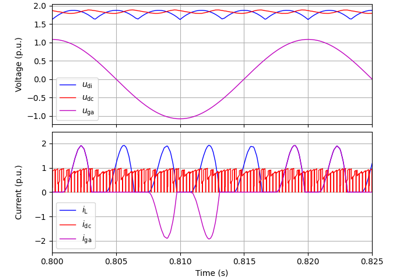 2.0
1.5
1.0
0.5
0.0
−0.5
−1.0
Voltage (p.u.)
u_di
u_dc
u_ga
2
1
0
−1
−2
Current (p.u.)
i_L
i_dc
i_ga
0.800 0.805 0.810 0.815 0.820 0.825
Time (s)